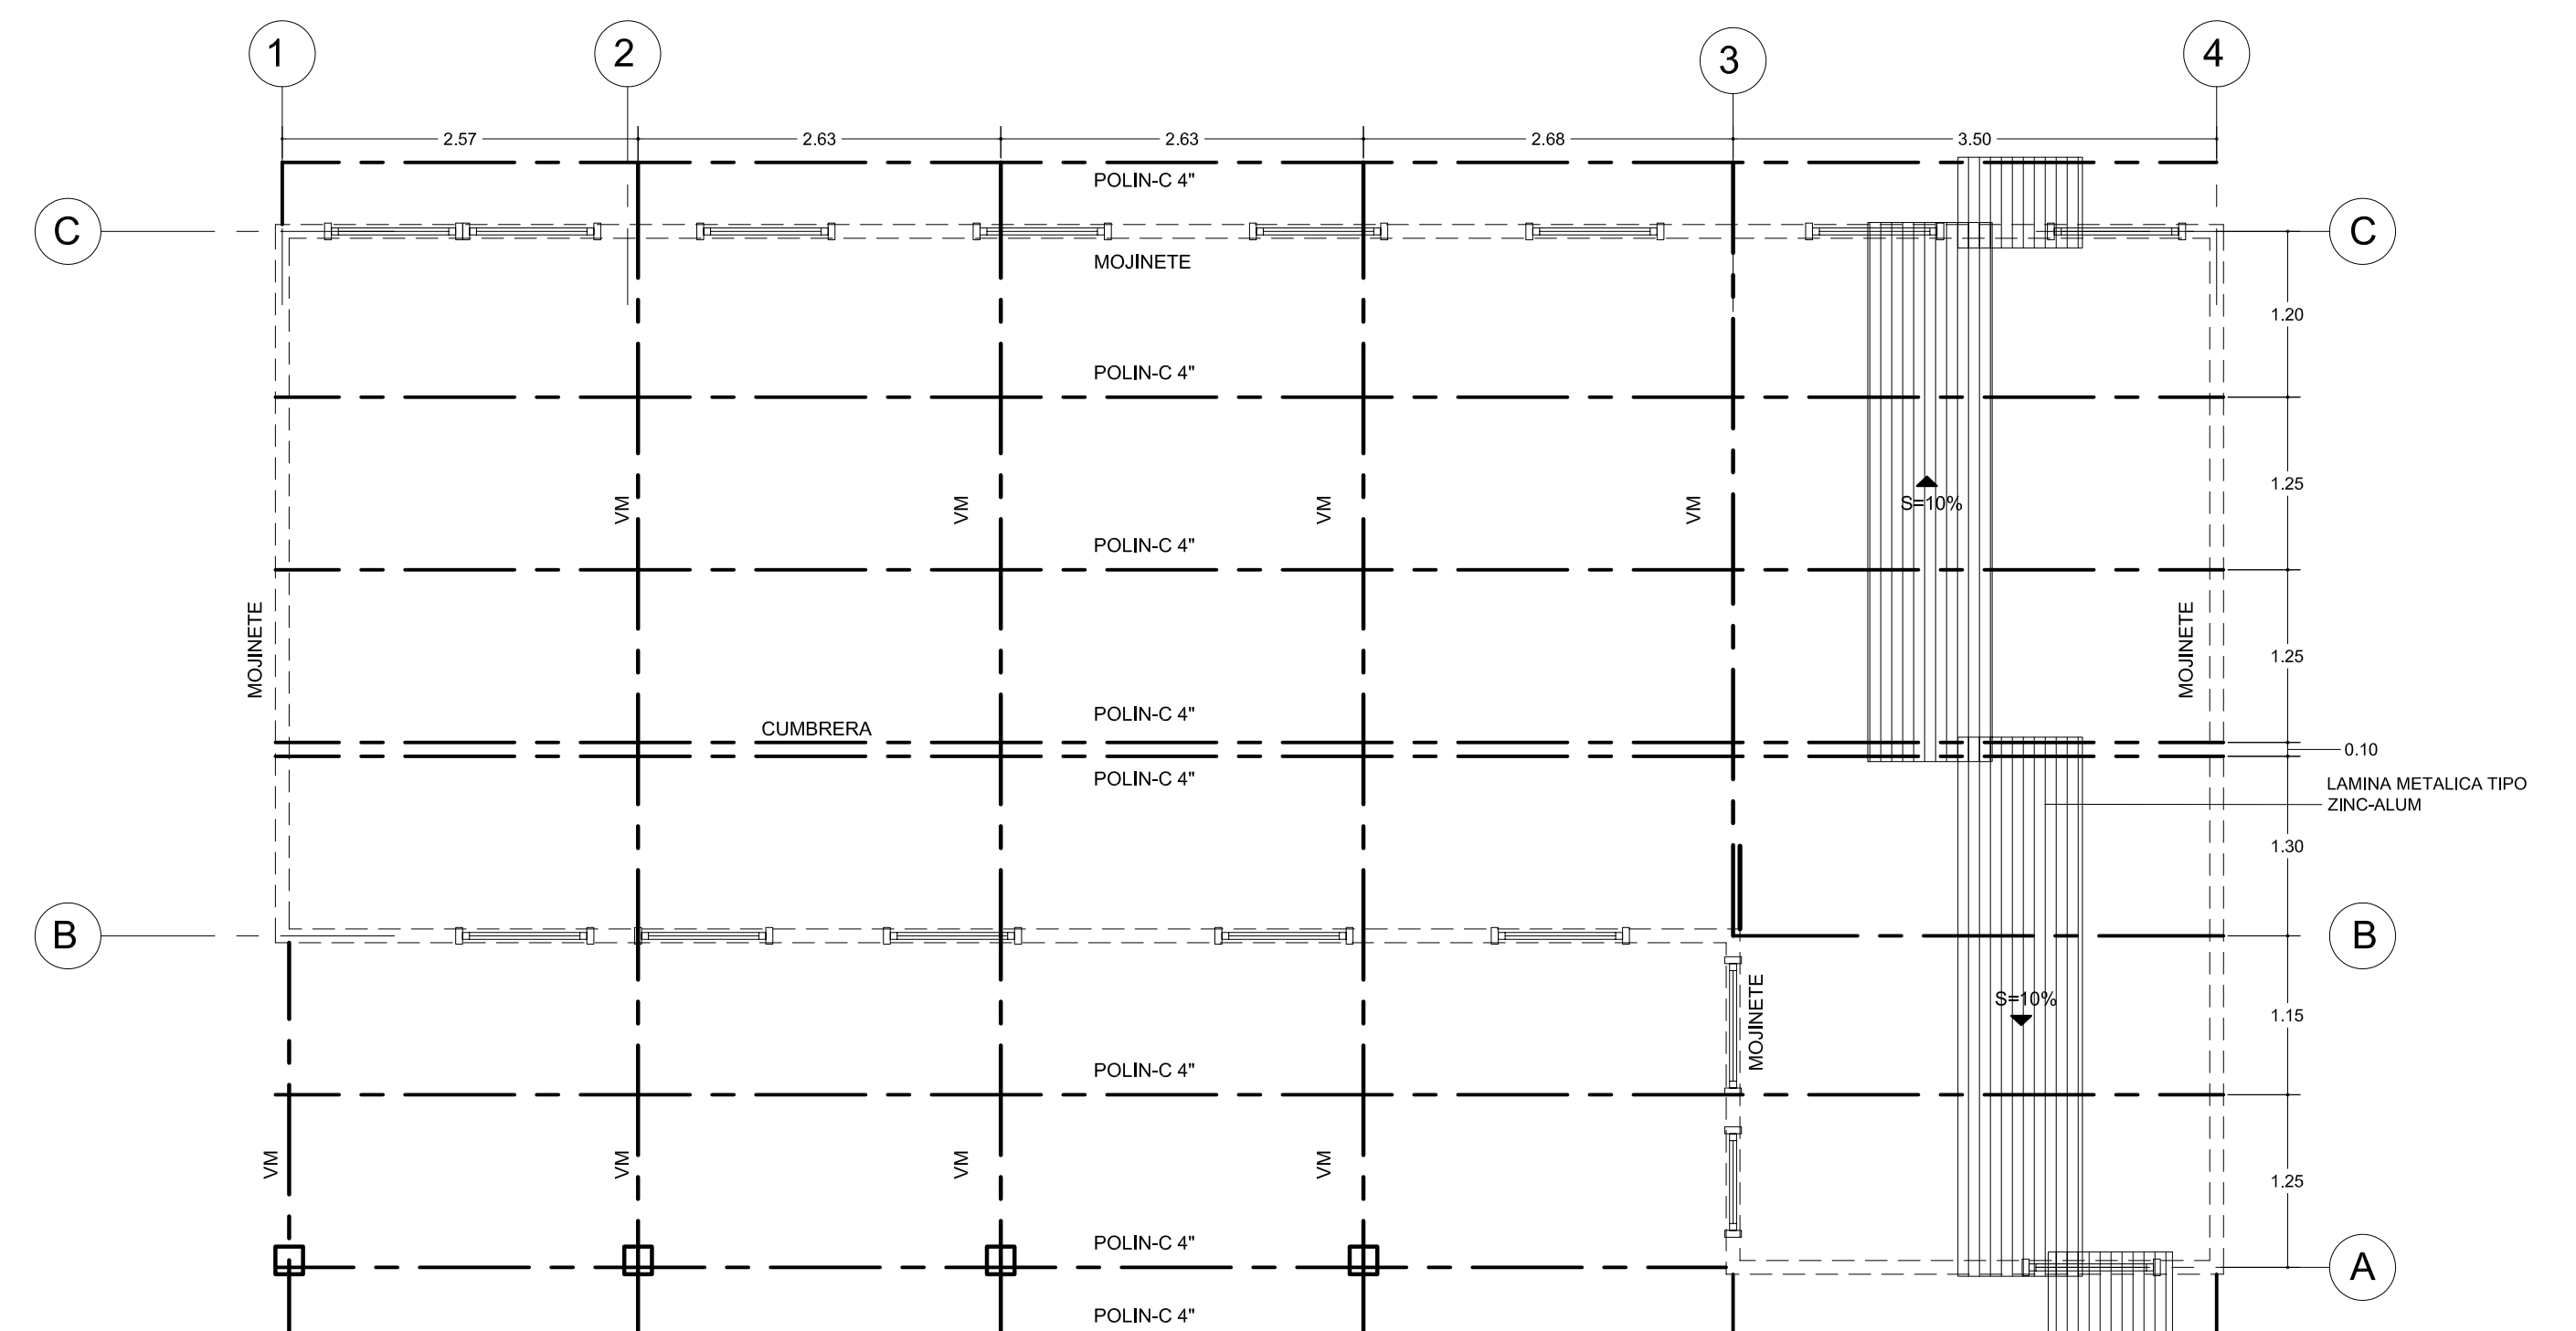 1
2
3
4
2.57
2.63
2.63
2.68
3.50
POLIN-C 4"
C
C
MOJINETE
1.20
POLIN-C 4"
1.25
VM
VM
VM
VM
S=10%
POLIN-C 4"
MOJINETE
MOJINETE
1.25
POLIN-C 4"
CUMBRERA
0.10
POLIN-C 4"
LAMINA METALICA TIPO
ZINC-ALUM
1.30
B
B
S=10%
MOJINETE
1.15
POLIN-C 4"
VM
VM
VM
VM
1.25
POLIN-C 4"
A
POLIN-C 4"